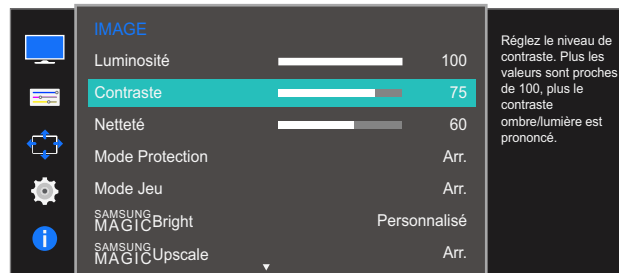 IMAGE
Luminosité 100
Contraste 75
Netteté 60
Mode Protection Arr.
Mode Jeu Arr.
SAMSUNG MAGIC Bright Personnalisé
SAMSUNG MAGIC Upscale Arr.
Réglez le niveau de
contraste. Plus les
valeurs sont proches
de 100, plus le
contraste
ombre/lumière est
prononcé.